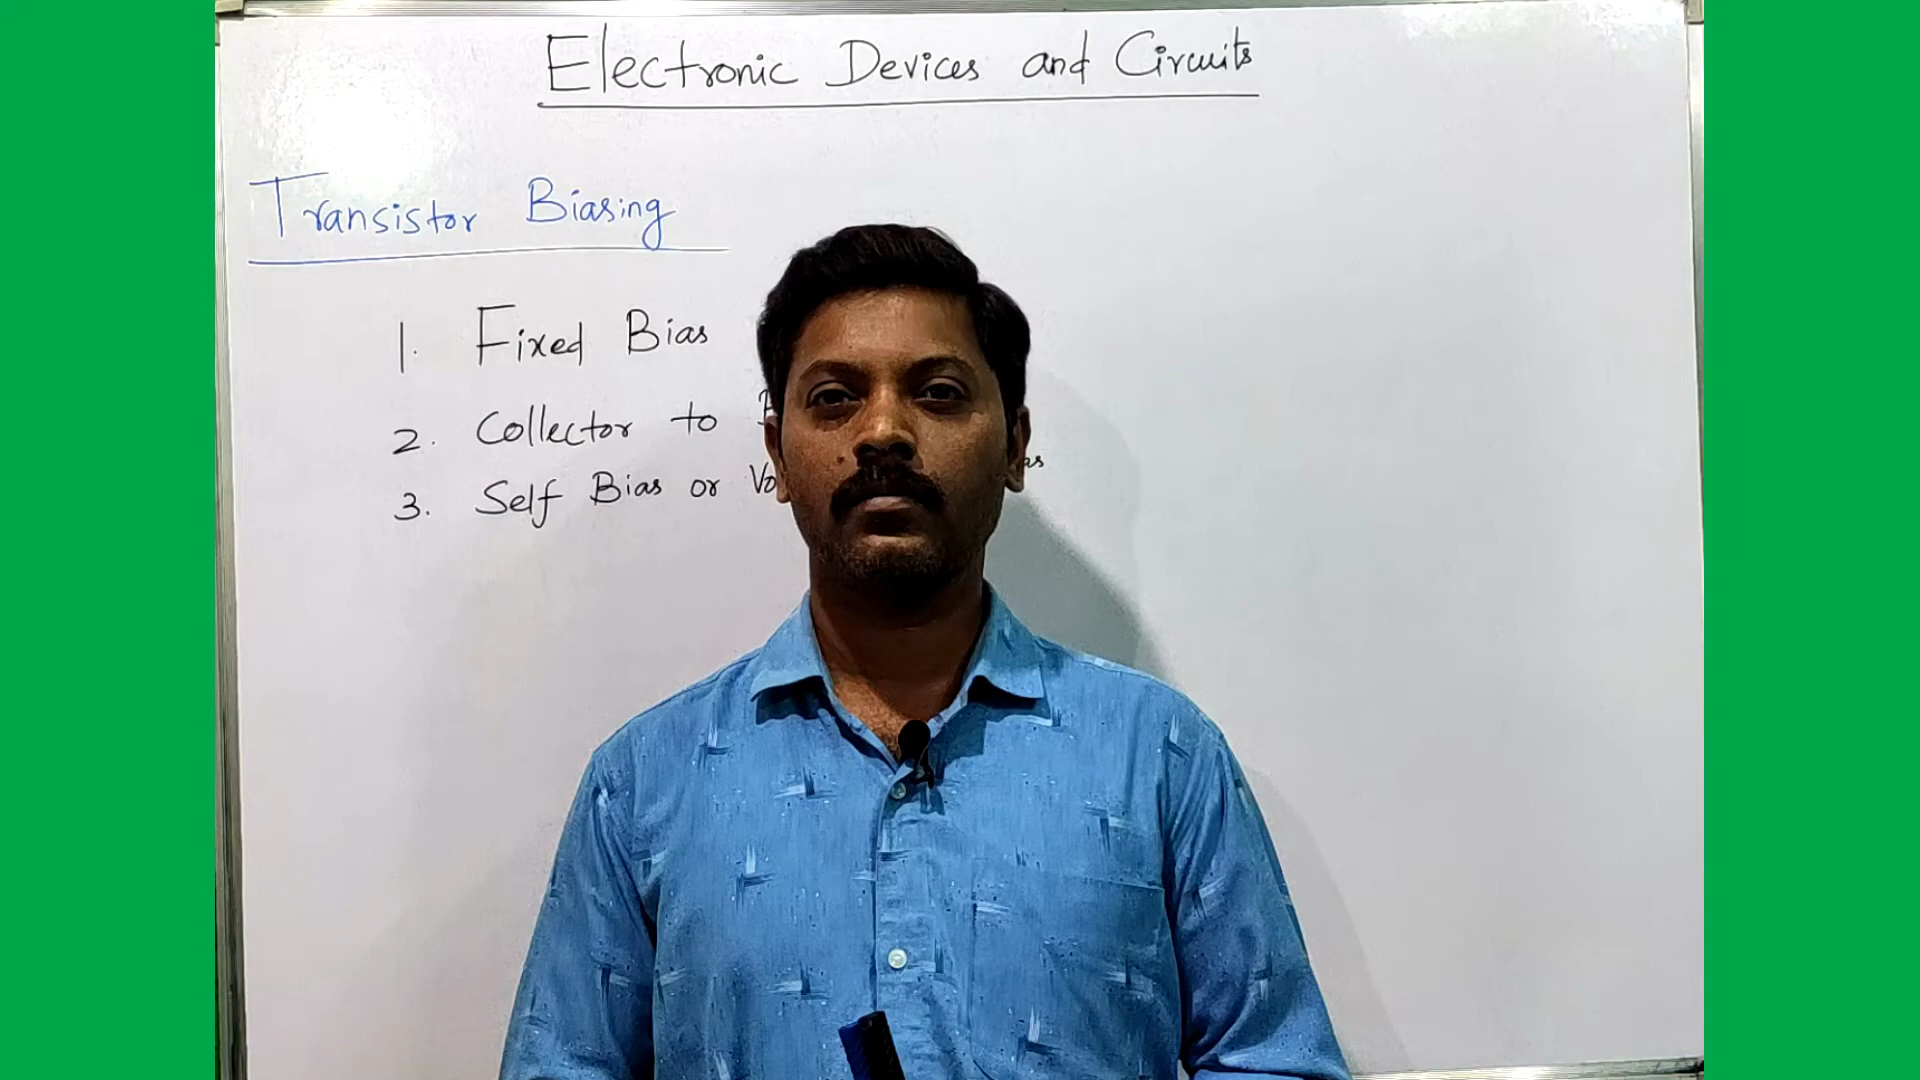 Electronic Devices and Circuits
Transistor Biasing
1. Fixed Bias
2. Collector to
3. Self Bias or